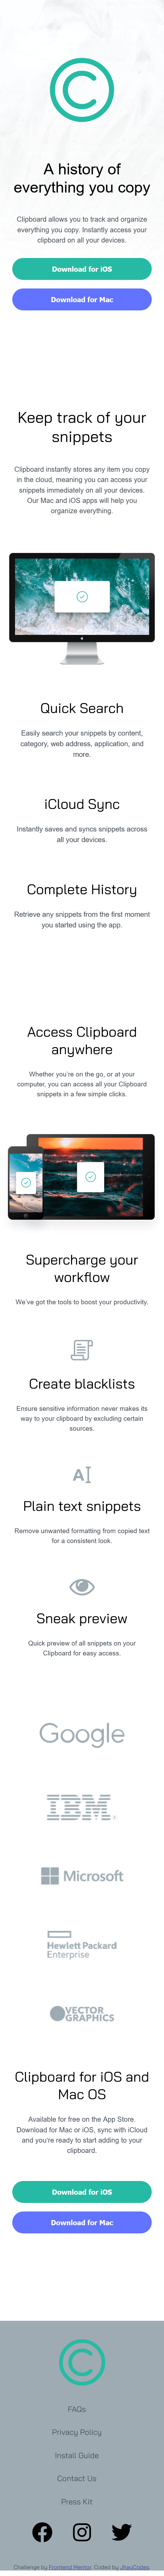 A history of
everything you copy
Clipboard allows you to track and organize
everything you copy. Instantly access your
clipboard on all your devices.
Download for iOS
Download for Mac
Keep track of your
snippets
Clipboard instantly stores any item you copy
in the cloud, meaning you can access your
snippets immediately on all your devices.
Our Mac and iOS apps will help you
organize everything.
Quick Search
Easily search your snippets by content,
category, web address, application, and
more.
iCloud Sync
Instantly saves and syncs snippets across
all your devices.
Complete History
Retrieve any snippets from the first moment
you started using the app.
Access Clipboard
anywhere
Whether you're on the go, or at your
computer, you can access all your Clipboard
snippets in a few simple clicks.
Supercharge your
workflow
We've got the tools to boost your productivity.
Create blacklists
Ensure sensitive information never makes its
way to your clipboard by excluding certain
sources.
AI
Plain text snippets
Remove unwanted formatting from copied text
for a consistent look.
Sneak preview
Quick preview of all snippets on your
Clipboard for easy access.
Google
IBM
Microsoft
Hewlett Packard
Enterprise
VECTOR
GRAPHICS
Clipboard for iOS and
Mac OS
Available for free on the App Store.
Download for Mac or iOS, sync with iCloud
and you're ready to start adding to your
clipboard.
Download for iOS
Download for Mac
FAQs
Privacy Policy
Install Guide
Contact Us
Press Kit
Challenge by Frontend Mentor. Coded by JhauCodes.